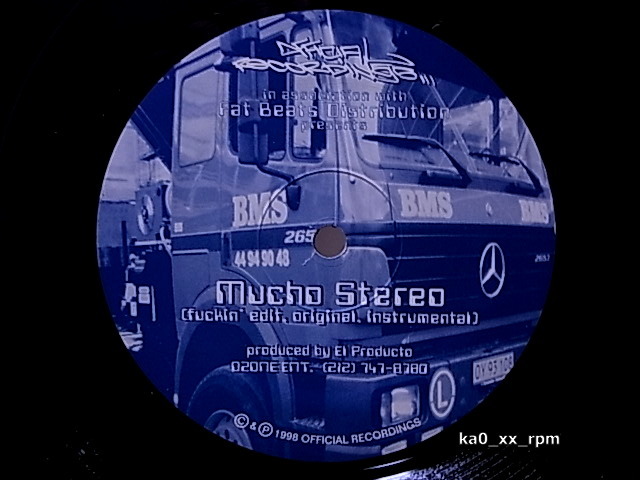 OFFICIAL
RECORDINGS
in association with
Fat Beats Distribution
presents
BMS
BMS
BMS
265
2653
44 94 90 48
Mucho Stereo
(fuckin' edit, original, instrumental)
produced by El Producto
OZONE ENT. (212) 747-8780
L
© & ℗ 1998 OFFICIAL RECORDINGS
ka0_xx_rpm